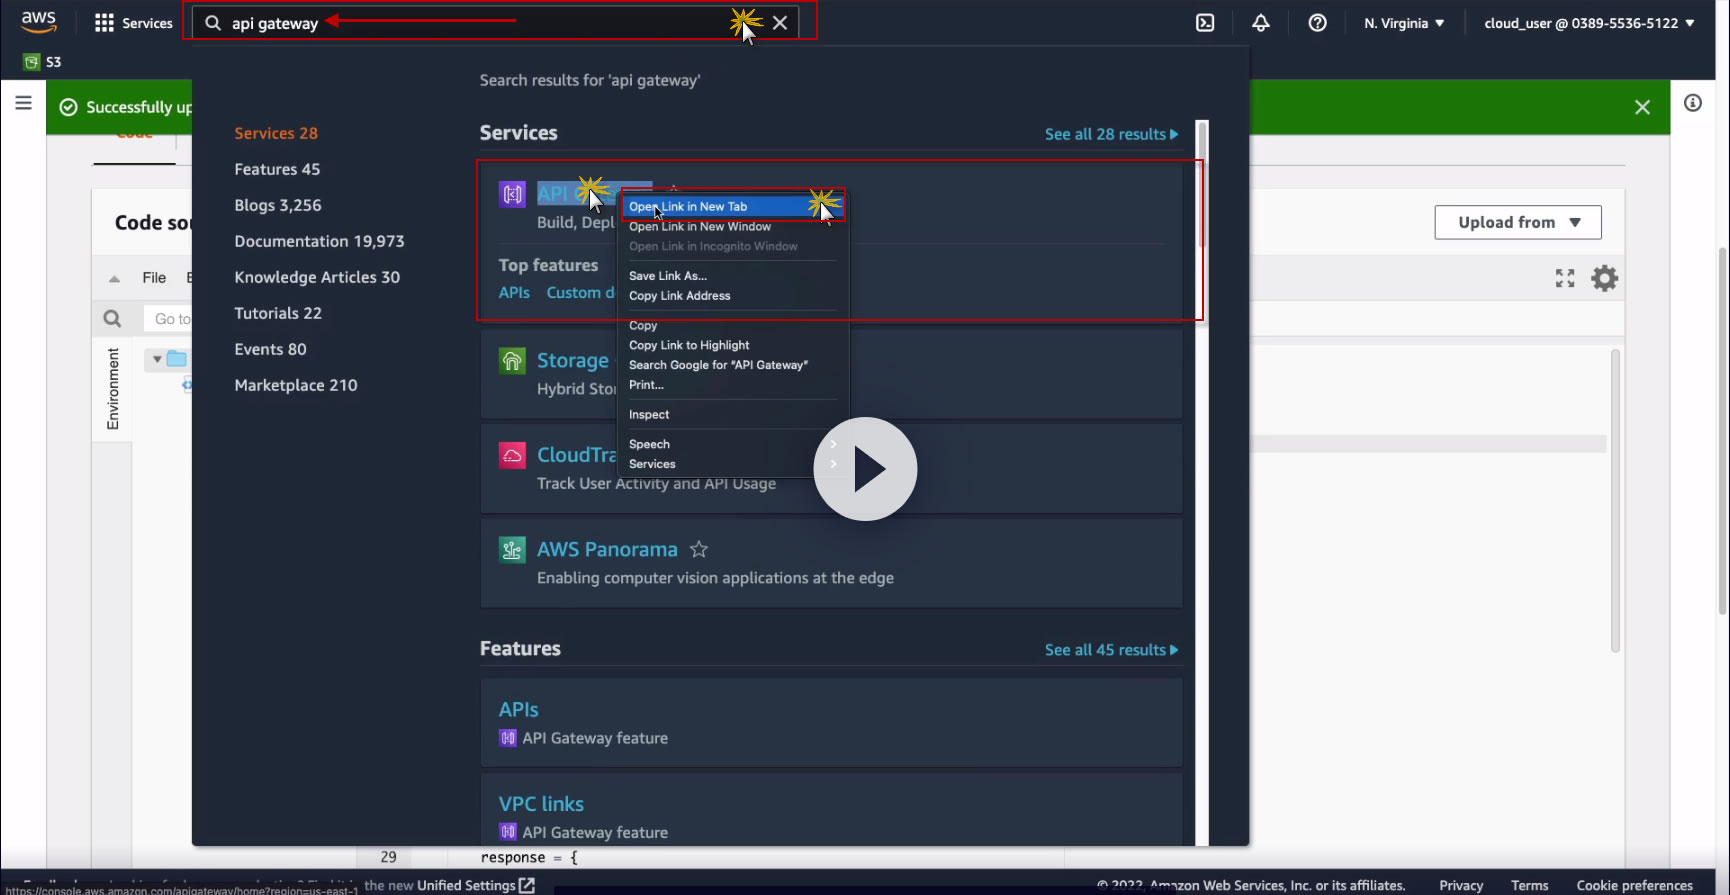 aws
Services
api gateway
N. Virginia
cloud_user @ 0389-5536-5122
S3
Successfully up
Search results for 'api gateway'
Services 28
Features 45
Blogs 3,256
Documentation 19,973
Knowledge Articles 30
Tutorials 22
Events 80
Marketplace 210
Services
See all 28 results
API
Build, Depl
Top features
APIs
Custom d
Open Link in New Tab
Open Link in New Window
Open Link in Incognito Window
Save Link As...
Copy Link Address
Copy
Copy Link to Highlight
Search Google for “API Gateway”
Print...
Inspect
Speech
Services
Storage
Hybrid Sto
CloudTra
Track User Activity and API Usage
AWS Panorama
Enabling computer vision applications at the edge
Features
See all 45 results
APIs
API Gateway feature
VPC links
API Gateway feature
Code
Code sou
Upload from
File
Go to
Environment
29 response = {
the new Unified Settings
https://console.aws.amazon.com/apigateway/home?region=us-east-1
© 2022, Amazon Web Services, Inc. or its affiliates.
Privacy
Terms
Cookie preferences